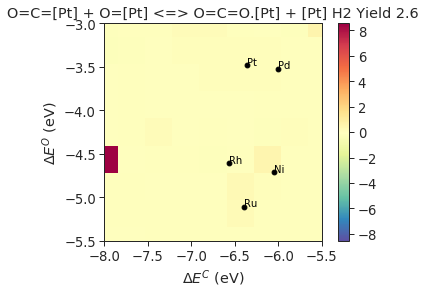 O=C=[Pt] + O=[Pt] <=> O=C=O.[Pt] + [Pt] H2 Yield 2.6
−3.0
−3.5
−4.0
−4.5
−5.0
−5.5
ΔE^O (eV)
Pt
Pd
Rh
Ni
Ru
−8.0 −7.5 −7.0 −6.5 −6.0 −5.5
ΔE^C (eV)
8
6
4
2
0
−2
−4
−6
−8